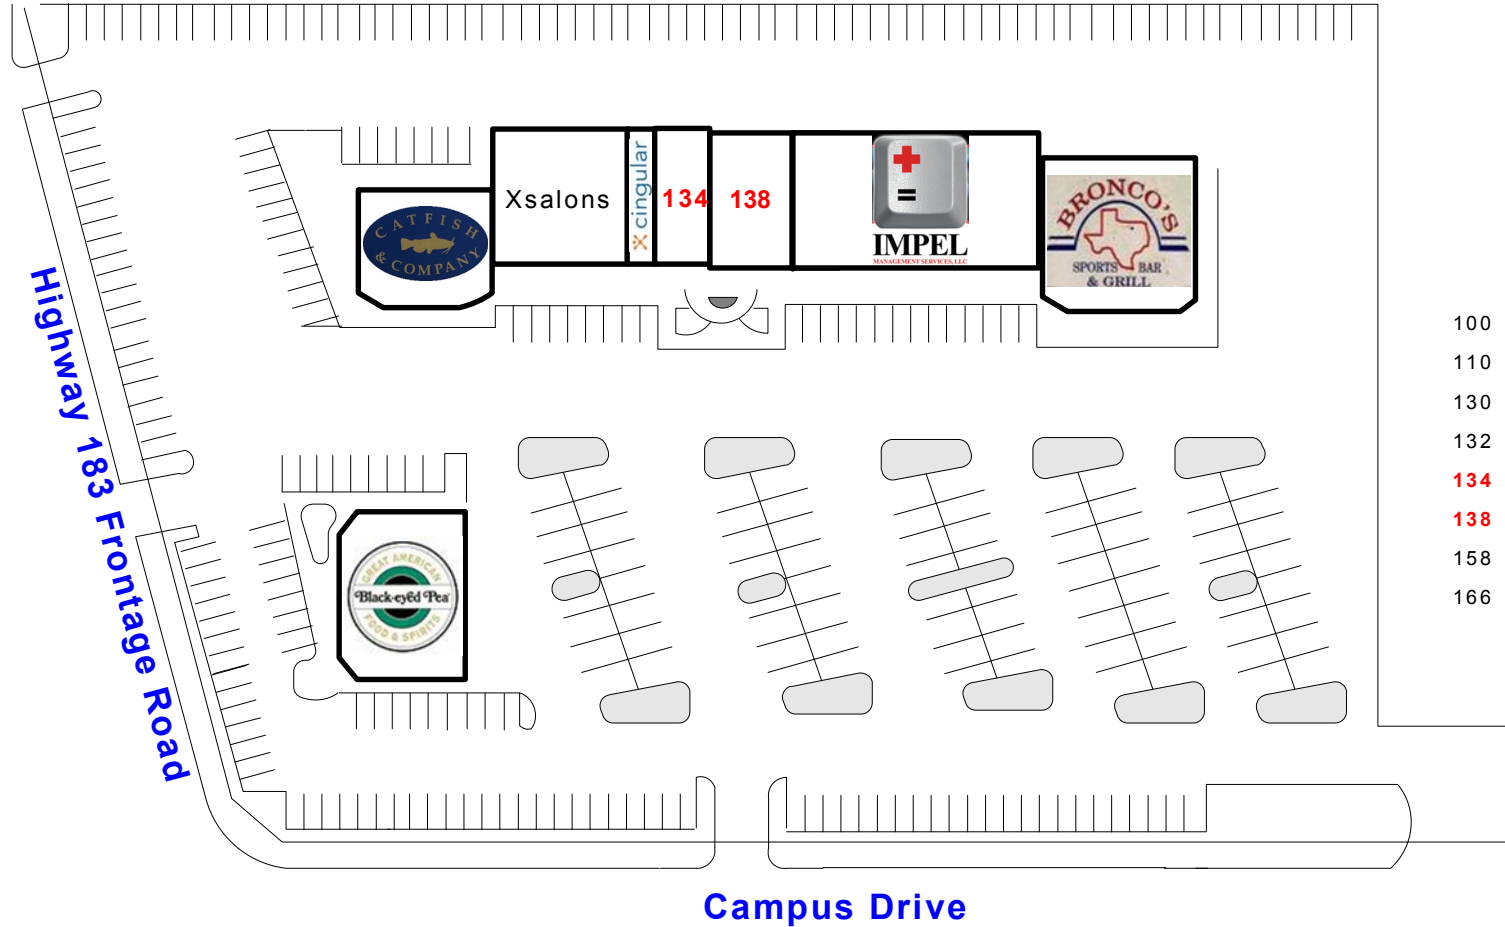 CATFISH
& COMPANY
Xsalons
cingular
134
138
IMPEL
MANAGEMENT SERVICES, LLC
BRONCO'S
SPORTS BAR
& GRILL
Highway 183 Frontage Road
GREAT AMERICAN
Black-eyed Pea
FOOD & SPIRITS
100
110
130
132
134
138
158
166
Campus Drive